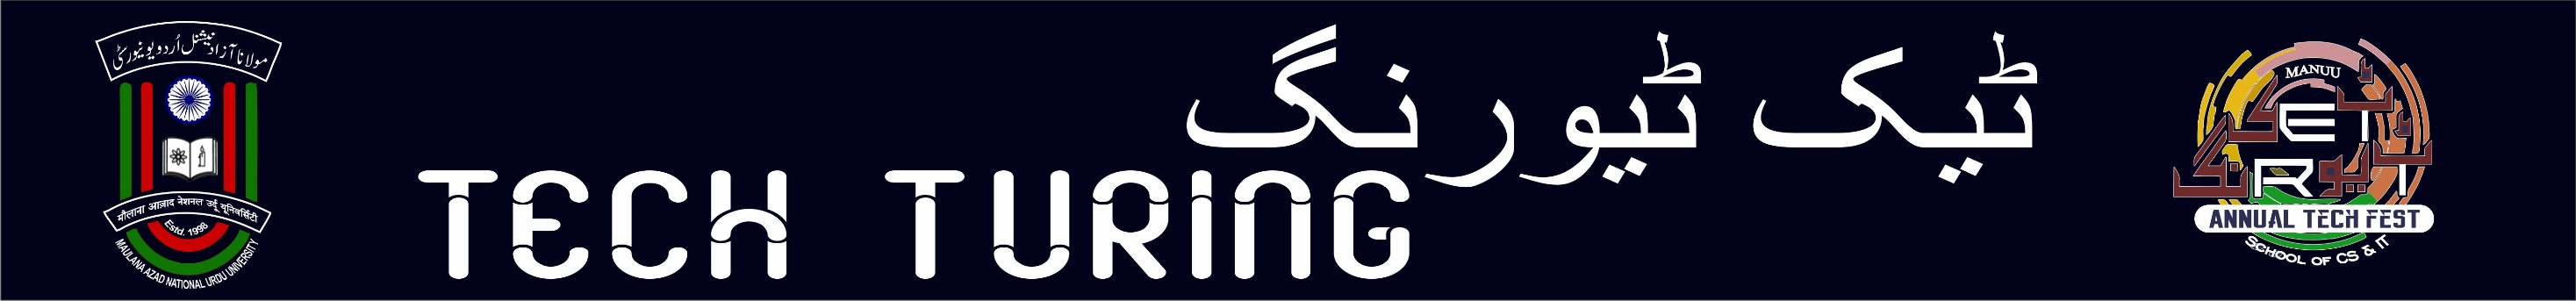 مولانا آزاد نیشنل اُردو یونیورسٹی
मौलाना आज़ाद नेशनल उर्दू यूनिवर्सिटी
Estd. 1998
MAULANA AZAD NATIONAL URDU UNIVERSITY
ٹیک ٹیورنگ
TECH TURING
MANUU
ANNUAL TECH FEST
SCHOOL OF CS & IT